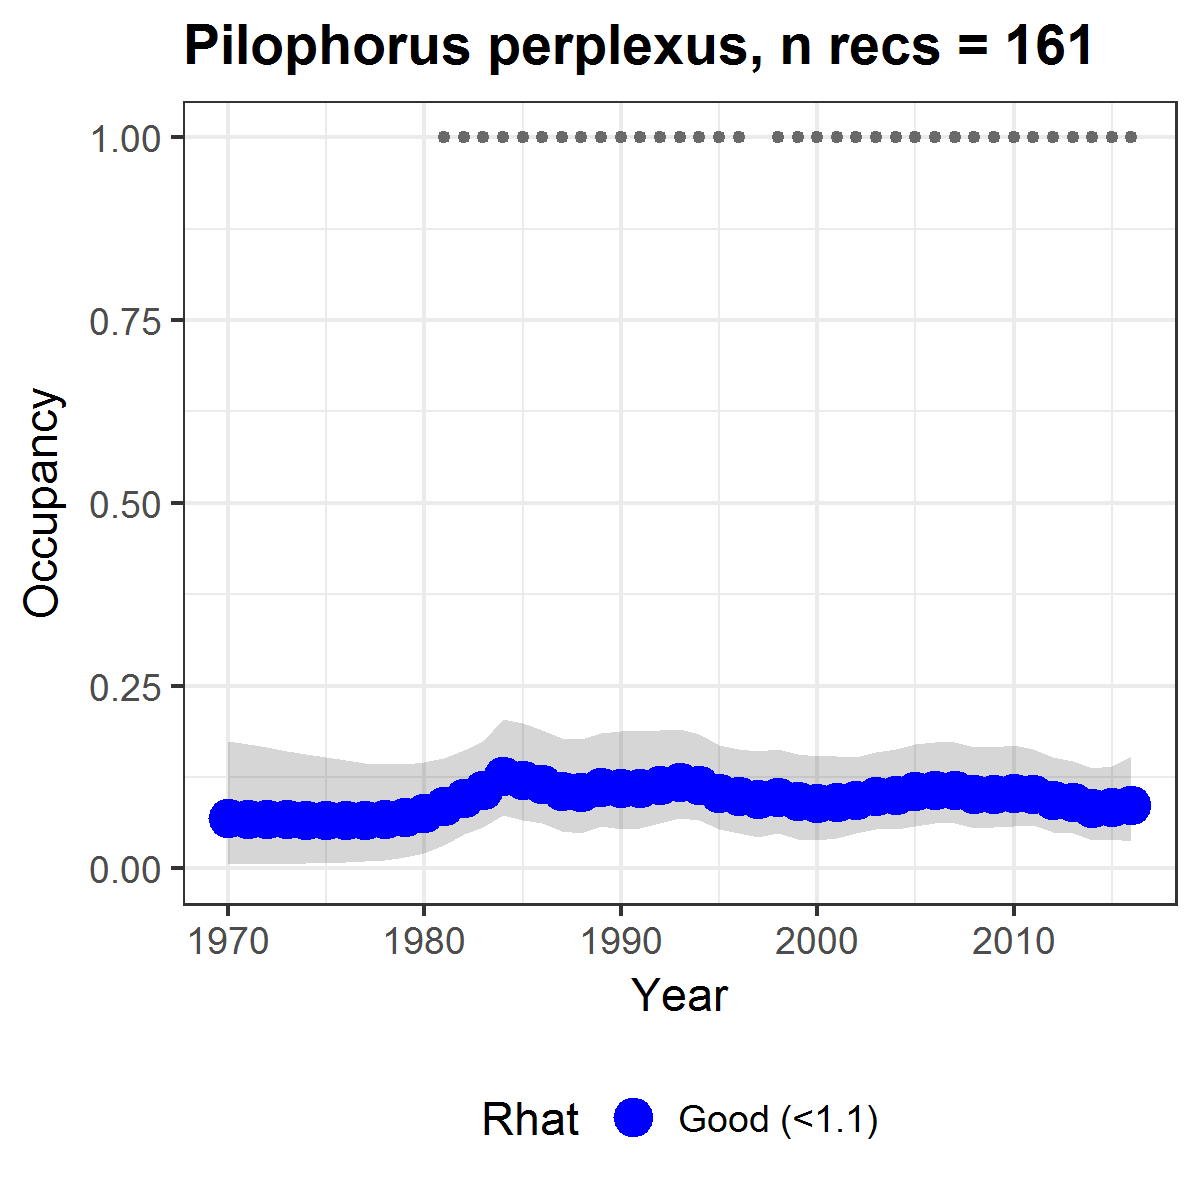 Pilophorus perplexus, n recs = 161
1.00
0.75
0.50
0.25
0.00
Occupancy
1970 1980 1990 2000 2010
Year
Rhat Good (<1.1)